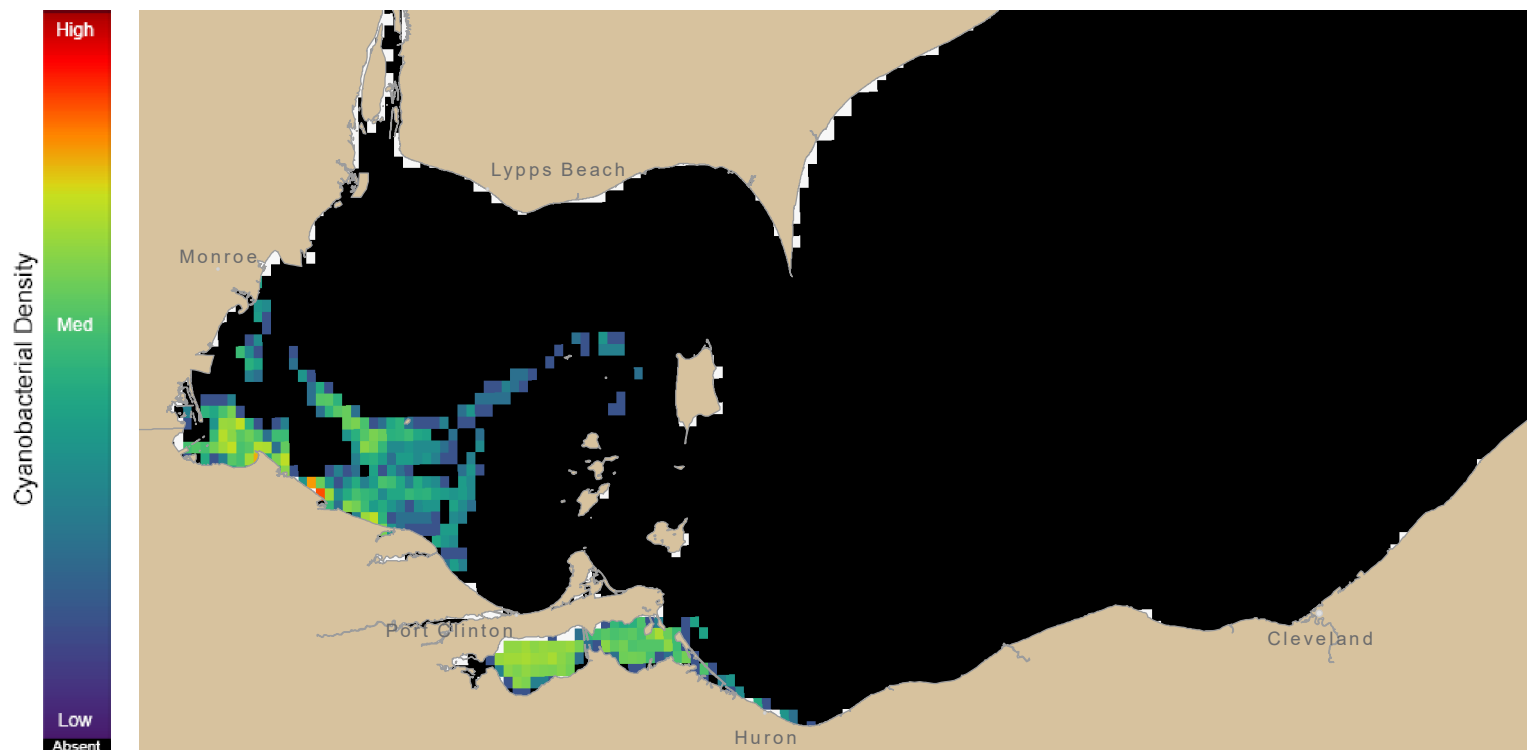 High
Cyanobacterial Density
Med
Low
Absent
Lypps Beach
Monroe
Port Clinton
Cleveland
Huron